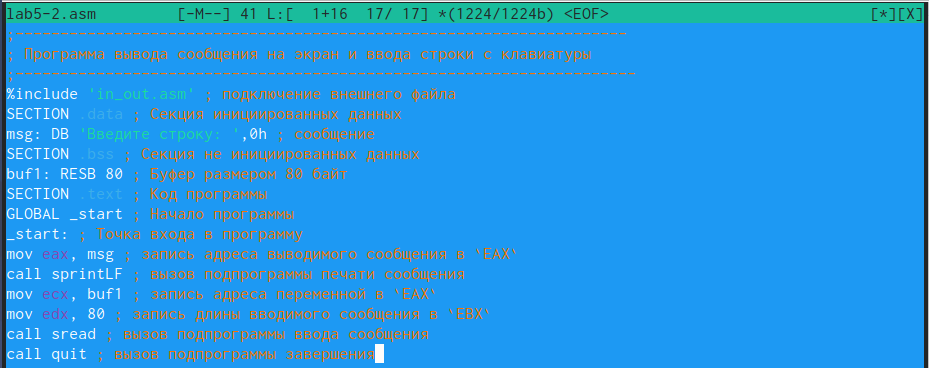 lab5-2.asm [-M--] 41 L:[ 1+16 17/ 17] *(1224/1224b) <EOF> [*][X]
;--------------------------------------------------------------------
; Программа вывода сообщения на экран и ввода строки с клавиатуры
;---------------------------------------------------------------------
%include 'in_out.asm' ; подключение внешнего файла
SECTION .data ; Секция инициированных данных
msg: DB 'Введите строку: ',0h ; сообщение
SECTION .bss ; Секция не инициированных данных
buf1: RESB 80 ; Буфер размером 80 байт
SECTION .text ; Код программы
GLOBAL _start ; Начало программы
_start: ; Точка входа в программу
mov eax, msg ; запись адреса выводимого сообщения в `EAX`
call sprintLF ; вызов подпрограммы печати сообщения
mov ecx, buf1 ; запись адреса переменной в `EAX`
mov edx, 80 ; запись длины вводимого сообщения в `EBX`
call sread ; вызов подпрограммы ввода сообщения
call quit ; вызов подпрограммы завершения